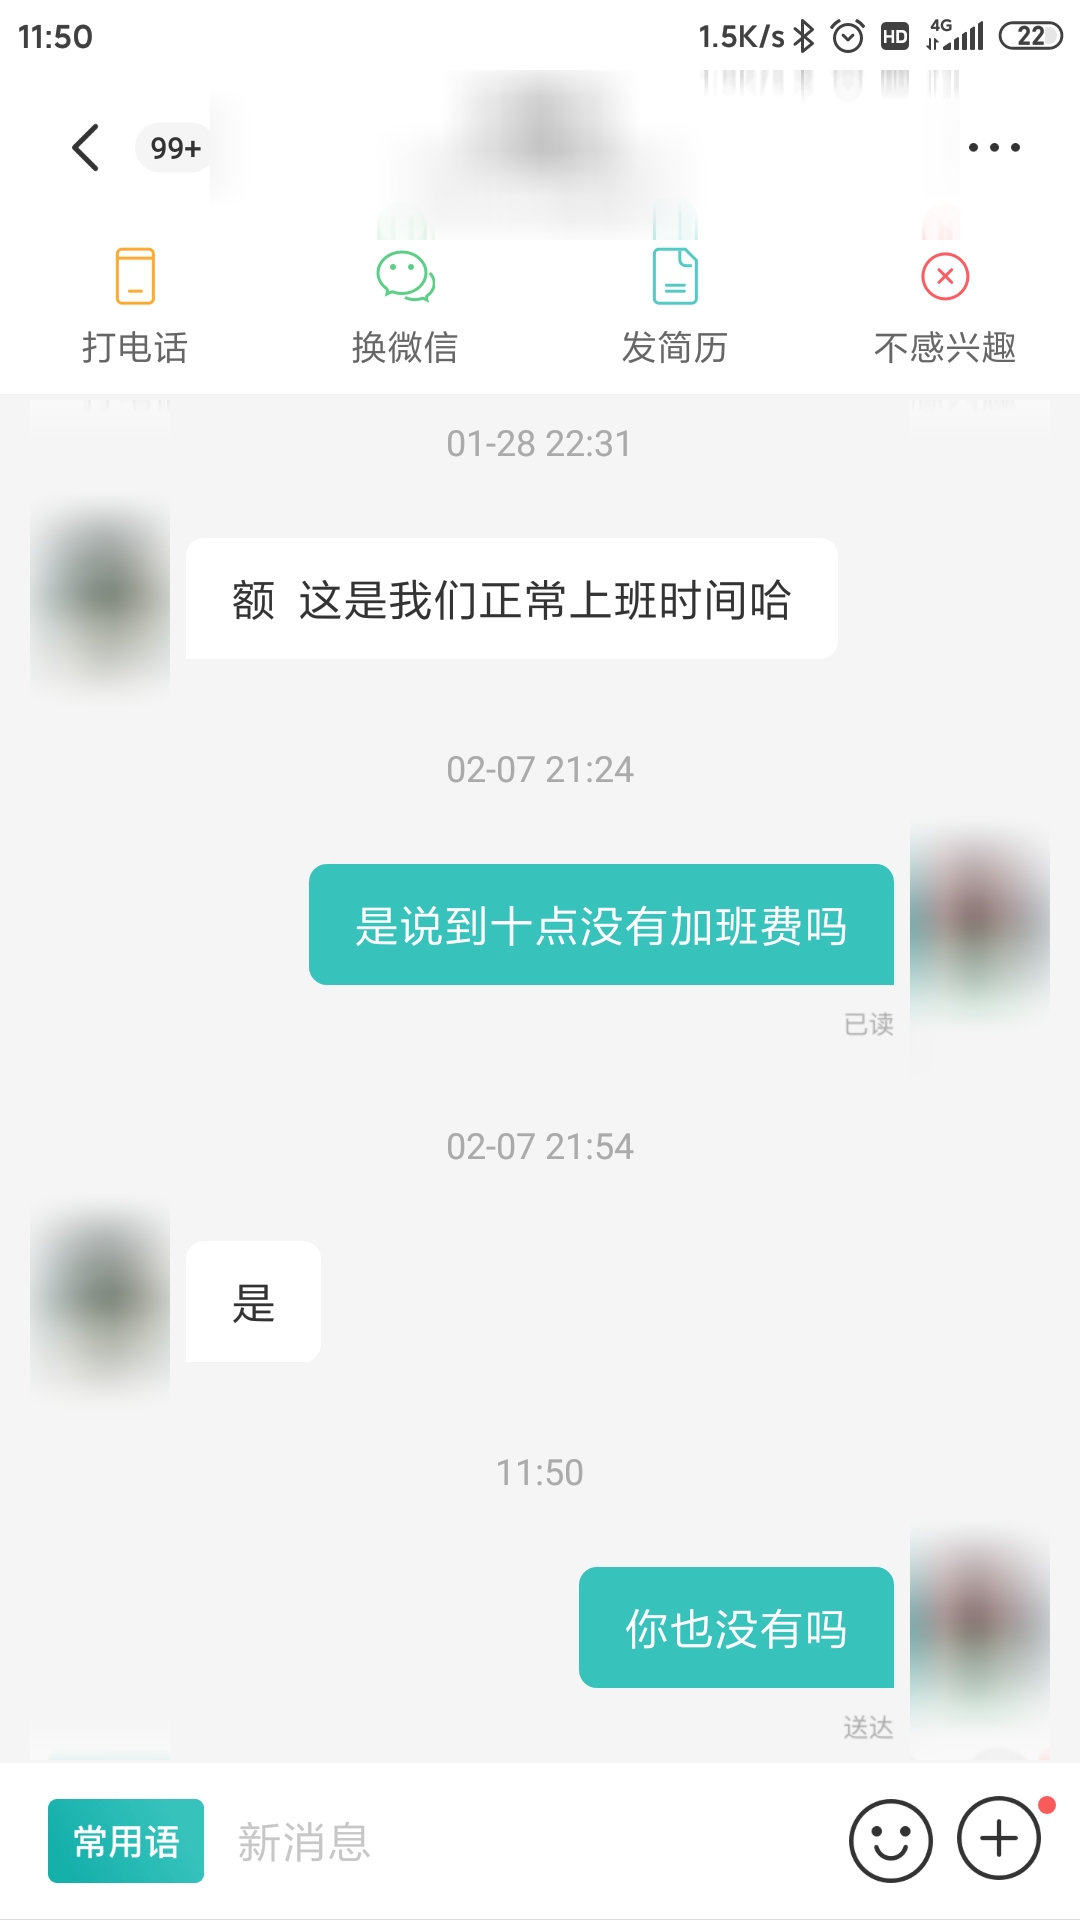 11:50
1.5K/s HD 4G 22
99+
打电话
换微信
发简历
不感兴趣
01-28 22:31
额 这是我们正常上班时间哈
02-07 21:24
是说到十点没有加班费吗
已读
02-07 21:54
是
11:50
你也没有吗
送达
常用语
新消息